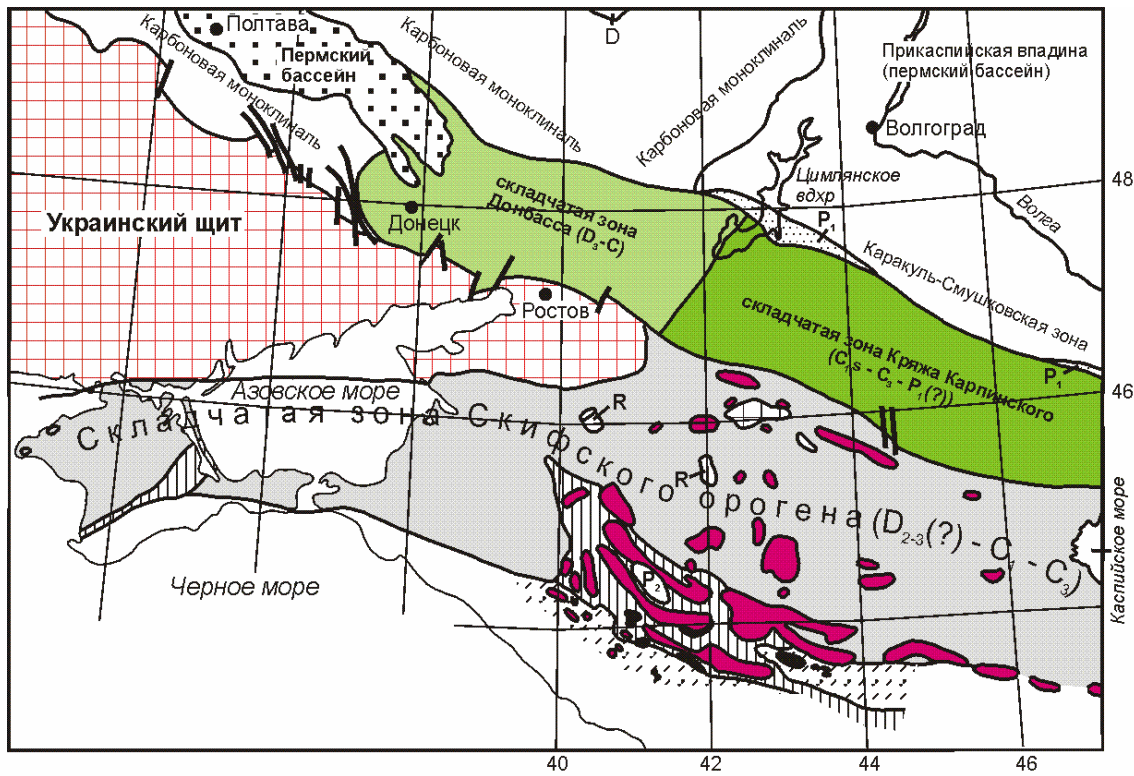 Полтава
D
Карбоновая моноклиналь
Пермский
бассейн
Карбоновая моноклиналь
Карбоновая моноклиналь
Прикаспийская впадина
(пермский бассейн)
Волгоград
Цимлянское
вдхр
P1
Волга
48
Украинский щит
Донецк
складчатая зона
Донбасса (D3-C)
Каракуль-Смушковская зона
Ростов
складчатая зона Кряжа Карпинского
(C1s - C3 - P1(?))
P1
46
Азовское море
R
R
Складчатая зона Скифского орогена (D2-3(?) - C1 - C3)
P2
Черное море
Каспийское море
40
42
44
46